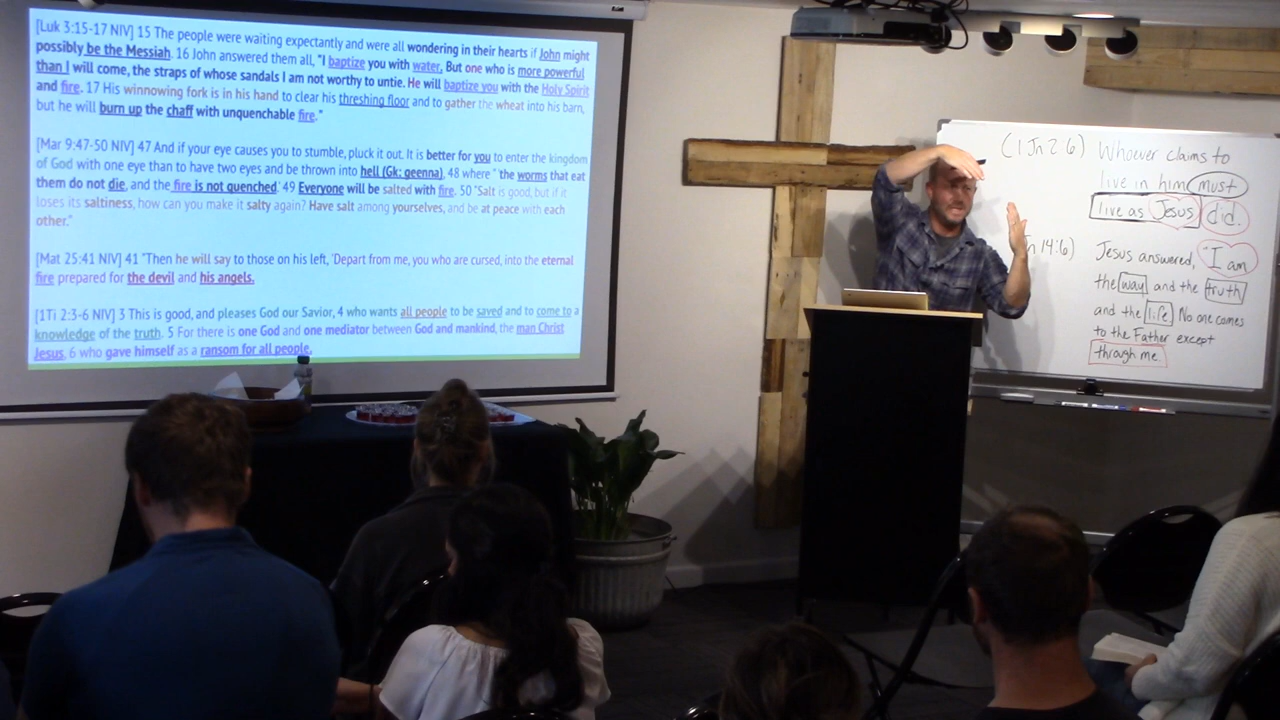 [Luk 3:15-17 NIV] 15 The people were waiting expectantly and were all wondering in their hearts if John might
possibly be the Messiah. 16 John answered them all, "I baptize you with water. But one who is more powerful
than I will come, the straps of whose sandals I am not worthy to untie. He will baptize you with the Holy Spirit
and fire. 17 His winnowing fork is in his hand to clear his threshing floor and to gather the wheat into his barn,
but he will burn up the chaff with unquenchable fire."
[Mar 9:47-50 NIV] 47 And if your eye causes you to stumble, pluck it out. It is better for you to enter the kingdom
of God with one eye than to have two eyes and be thrown into hell (Gk: geenna), 48 where " the worms that eat
them do not die, and the fire is not quenched.' 49 Everyone will be salted with fire. 50 "Salt is good, but if it
loses its saltiness, how can you make it salty again? Have salt among yourselves, and be at peace with each
other."
[Mat 25:41 NIV] 41 "Then he will say to those on his left, 'Depart from me, you who are cursed, into the eternal
fire prepared for the devil and his angels.
[1Ti 2:3-6 NIV] 3 This is good, and pleases God our Savior, 4 who wants all people to be saved and to come to a
knowledge of the truth. 5 For there is one God and one mediator between God and mankind, the man Christ
Jesus, 6 who gave himself as a ransom for all people.
(1 Jn 2:6) Whoever claims to
live in him must
live as Jesus did.
n 14:6) Jesus answered, "I am
the way and the truth
and the life. No one comes
to the Father except
through me.